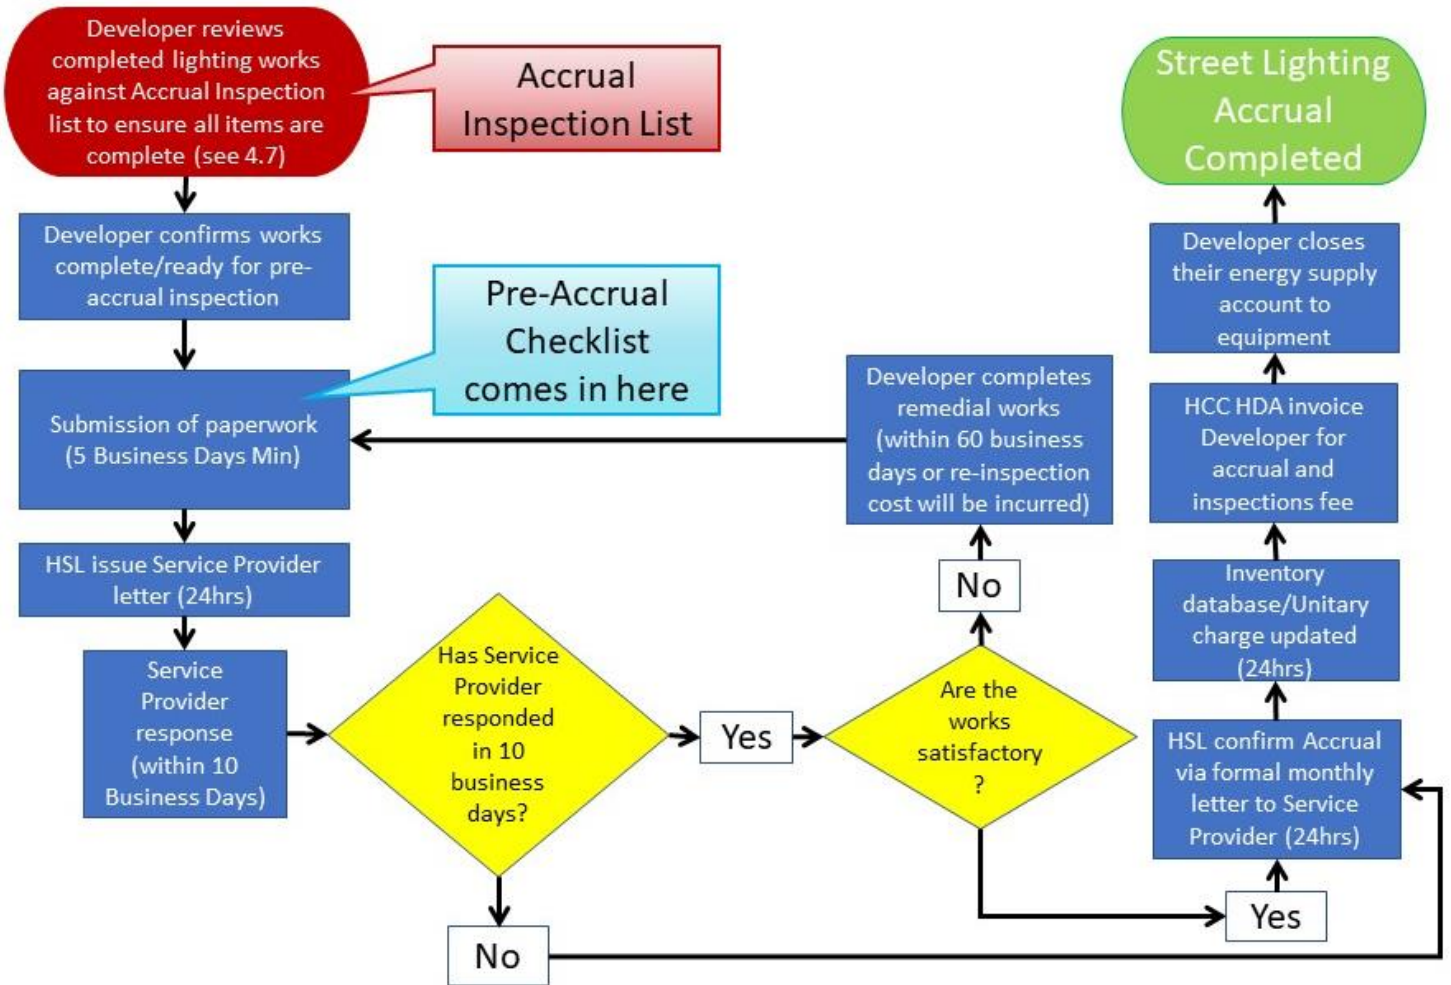 Developer reviews
completed lighting works
against Accrual Inspection
list to ensure all items are
complete (see 4.7)
Accrual
Inspection List
Developer confirms works
complete/ready for pre-
accrual inspection
Pre-Accrual
Checklist
comes in here
Submission of paperwork
(5 Business Days Min)
HSL issue Service Provider
letter (24hrs)
Service
Provider
response
(within 10
Business Days)
Has Service
Provider
responded
in 10
business
days?
Yes
No
Are the
works
satisfactory
?
No
Developer completes
remedial works
(within 60 business
days or re-inspection
cost will be incurred)
Yes
HSL confirm Accrual
via formal monthly
letter to Service
Provider (24hrs)
Inventory
database/Unitary
charge updated
(24hrs)
HCC HDA invoice
Developer for
accrual and
inspections fee
Developer closes
their energy supply
account to
equipment
Street Lighting
Accrual
Completed